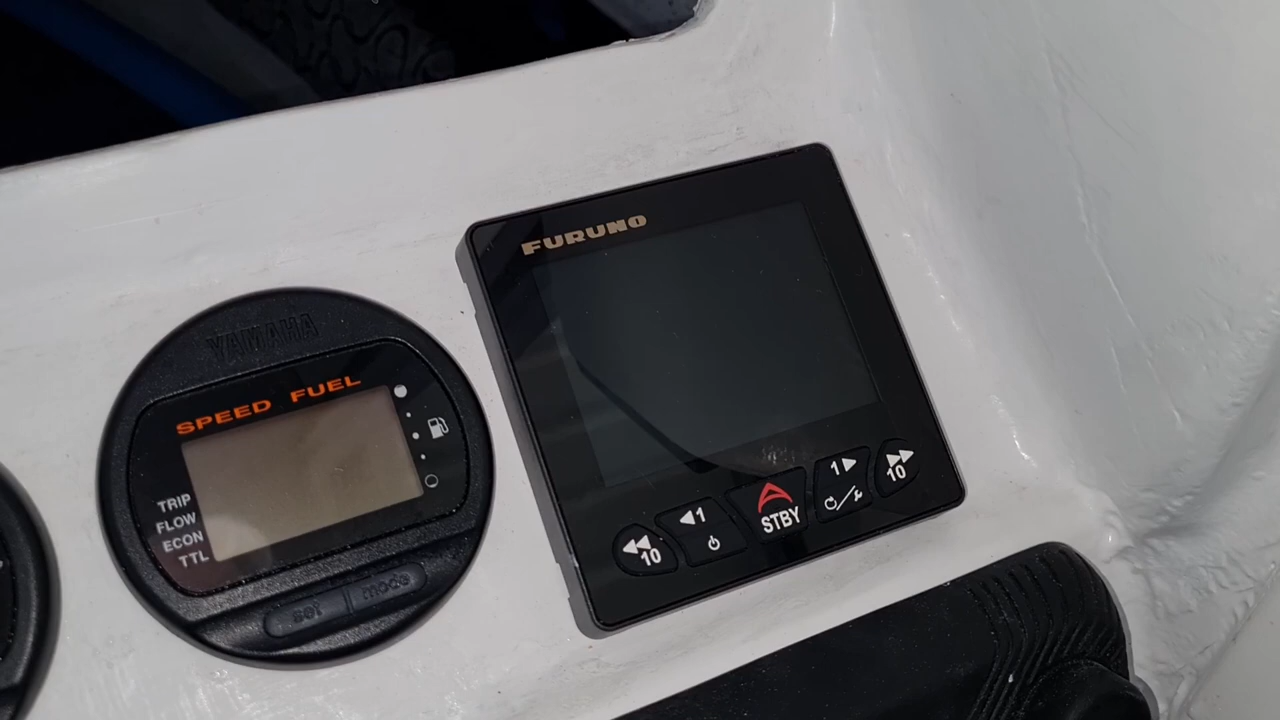 YAMAHA
SPEED FUEL
TRIP
FLOW
ECON
TTL
set
mode
FURUNO
10
1
STBY
1
10